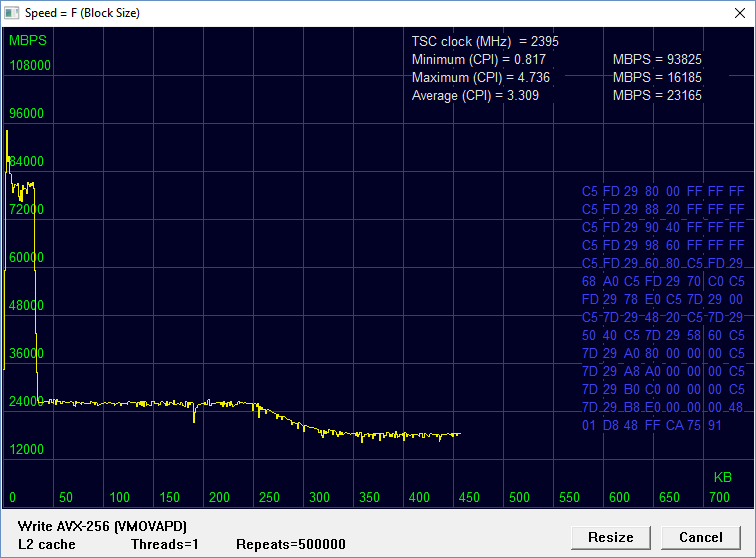 Speed = F (Block Size)
MBPS
TSC clock (MHz) = 2395
Minimum (CPI) = 0.817 MBPS = 93825
Maximum (CPI) = 4.736 MBPS = 16185
Average (CPI) = 3.309 MBPS = 23165
108000
96000
84000
72000
60000
48000
36000
24000
12000
C5 FD 29 80 00 FF FF FF
C5 FD 29 88 20 FF FF FF
C5 FD 29 90 40 FF FF FF
C5 FD 29 98 60 FF FF FF
C5 FD 29 60 80 C5 FD 29
68 A0 C5 FD 29 70 C0 C5
FD 29 78 E0 C5 7D 29 00
C5 7D 29 48 20 C5 7D 29
50 40 C5 7D 29 58 60 C5
7D 29 A0 80 00 00 00 C5
7D 29 A8 A0 00 00 00 C5
7D 29 B0 C0 00 00 00 C5
7D 29 B8 E0 00 00 00 48
01 D8 48 FF CA 75 91
KB
0 50 100 150 200 250 300 350 400 450 500 550 600 650 700
Write AVX-256 (VMOVAPD)
L2 cache Threads=1 Repeats=500000
Resize Cancel